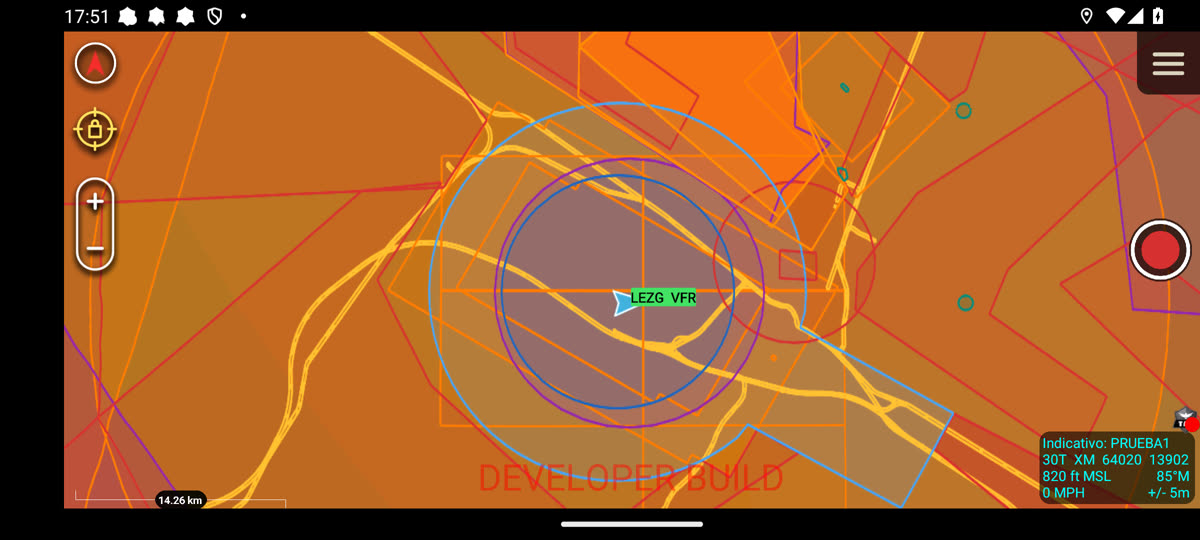 17:51
+
LEZG VFR
−
Indicativo: PRUEBA1
30T XM 64020 13902
820 ft MSL 85°M
0 MPH +/- 5m
DEVELOPER BUILD
14.26 km